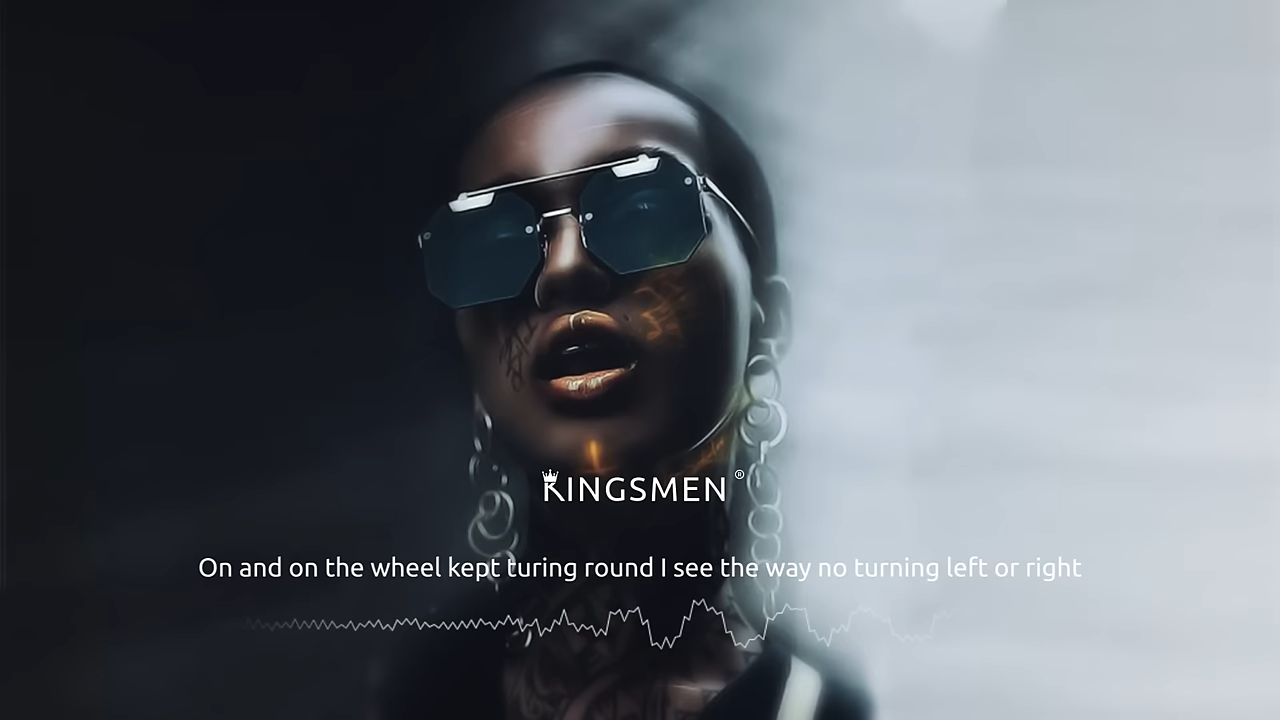 KINGSMEN ®
On and on the wheel kept turing round I see the way no turning left or right